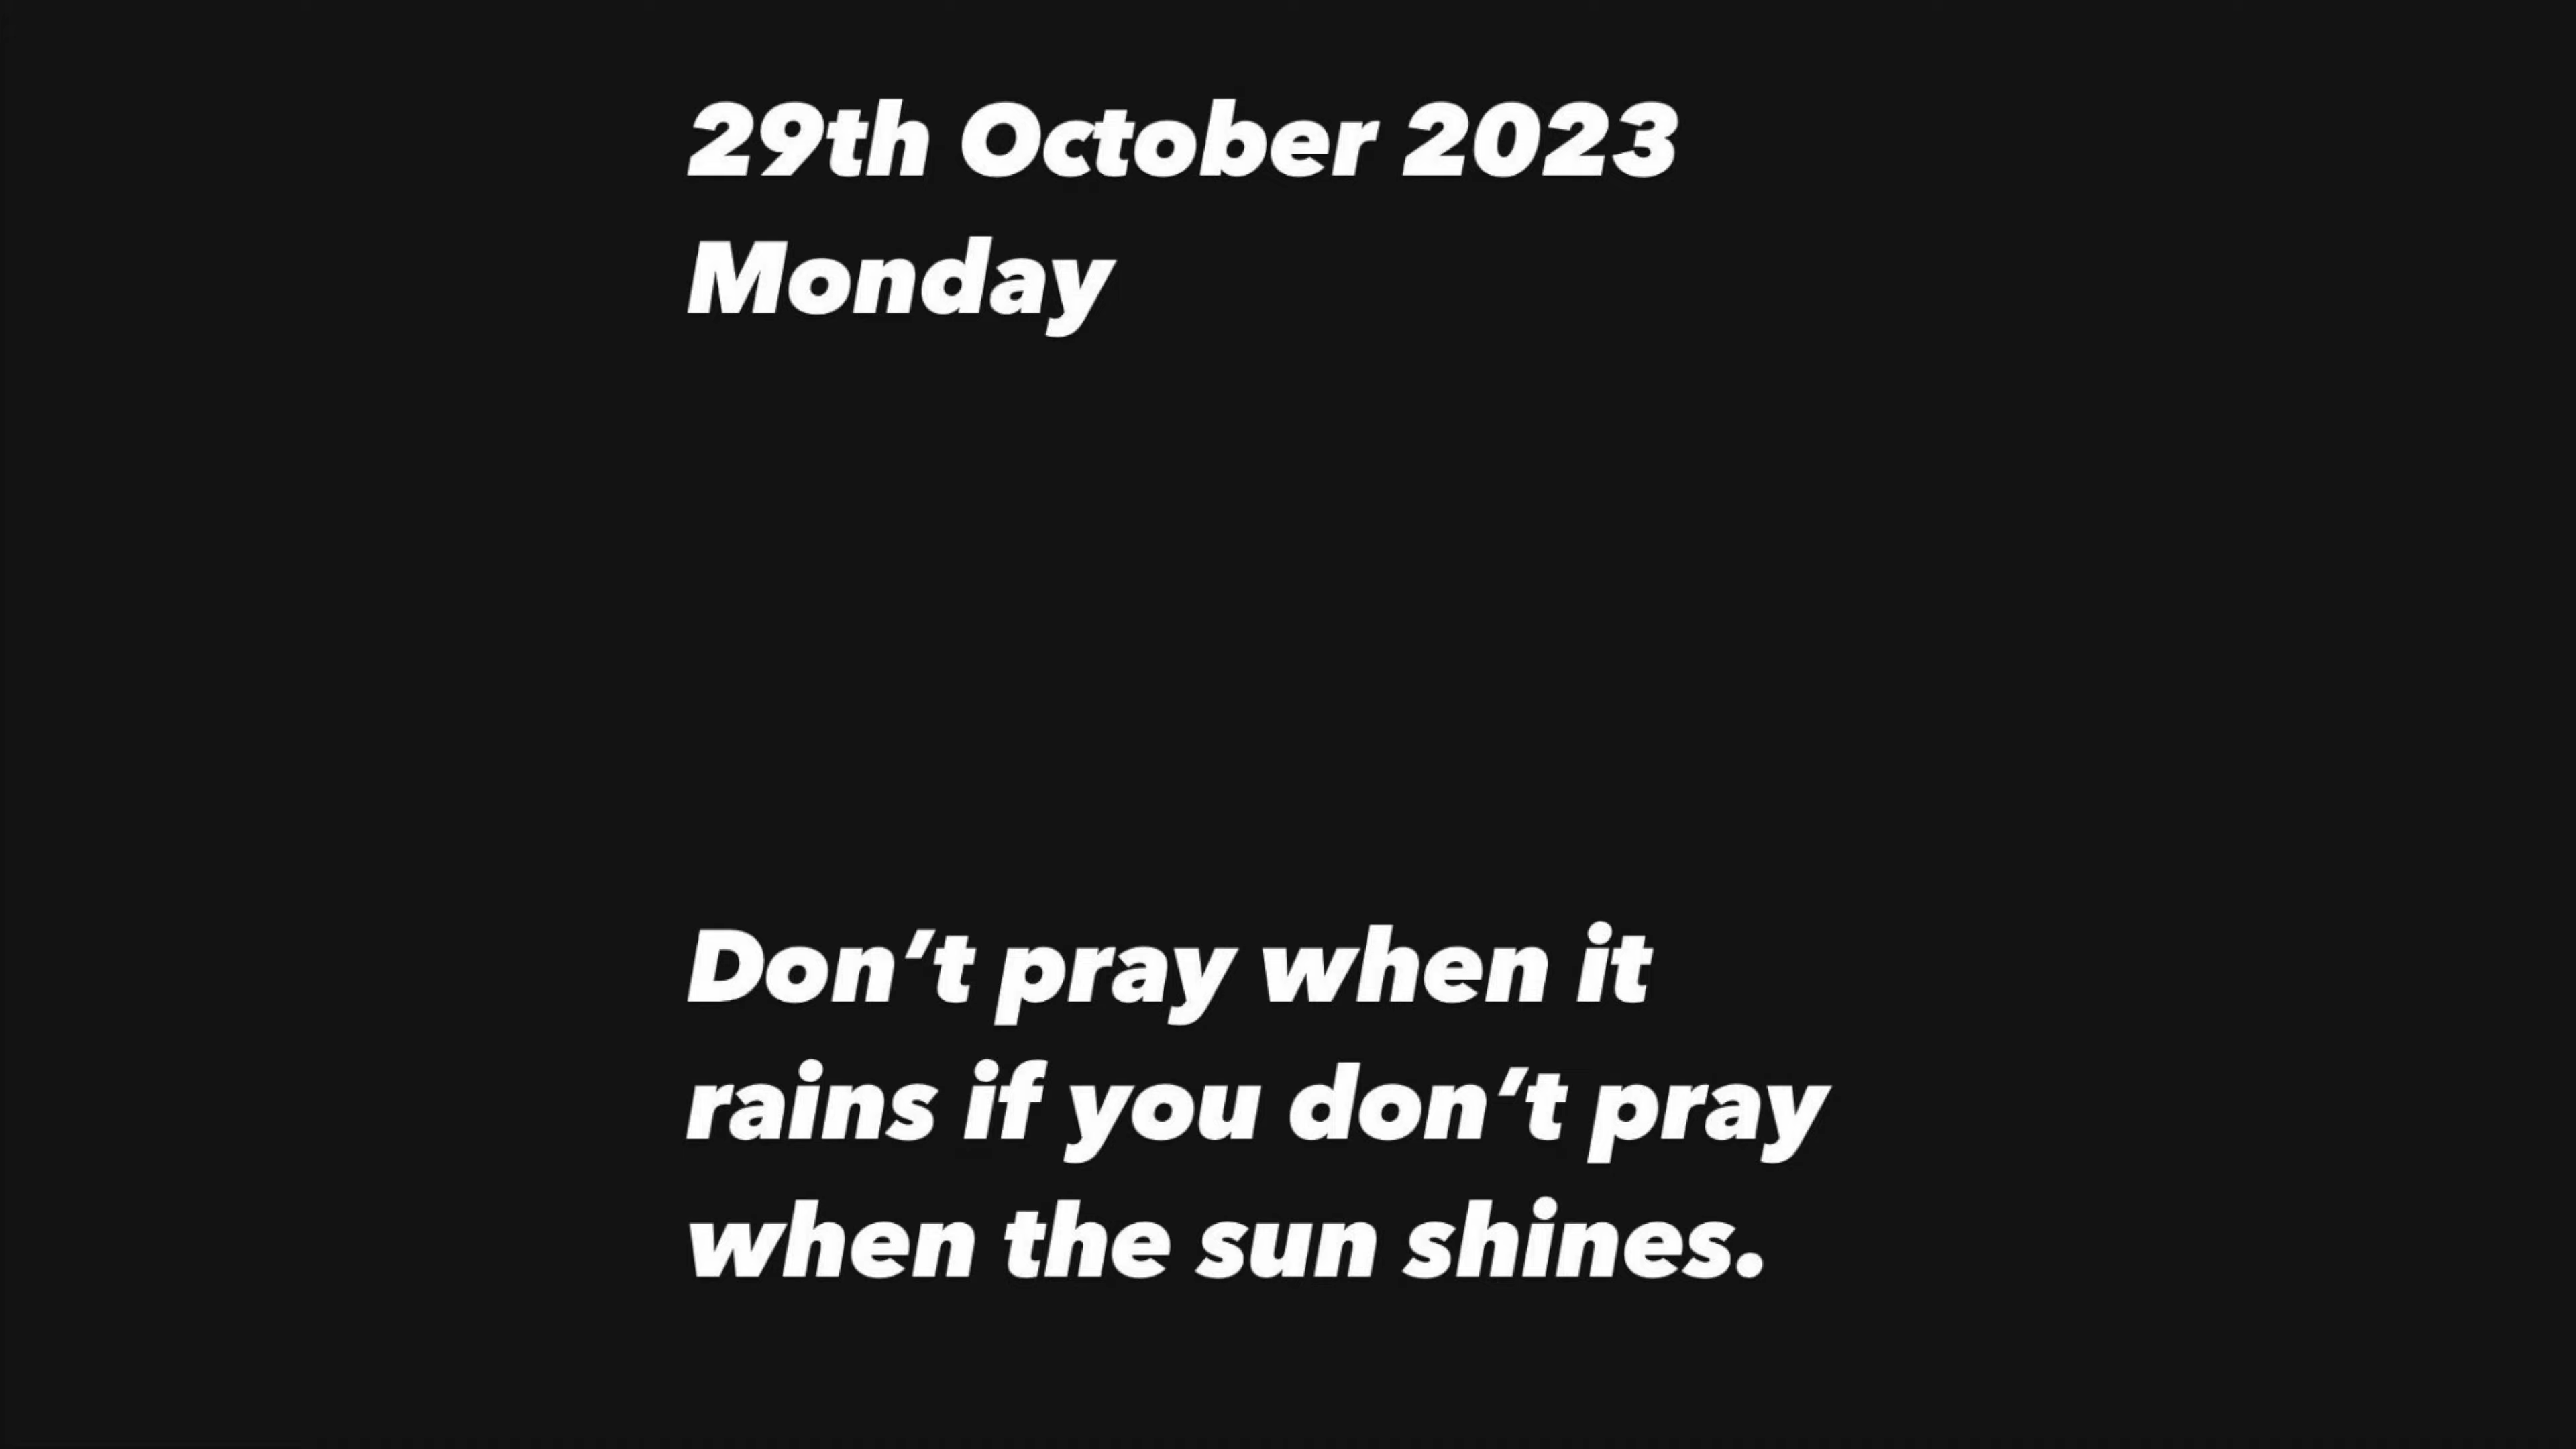 29th October 2023
Monday
Don’t pray when it
rains if you don’t pray
when the sun shines.